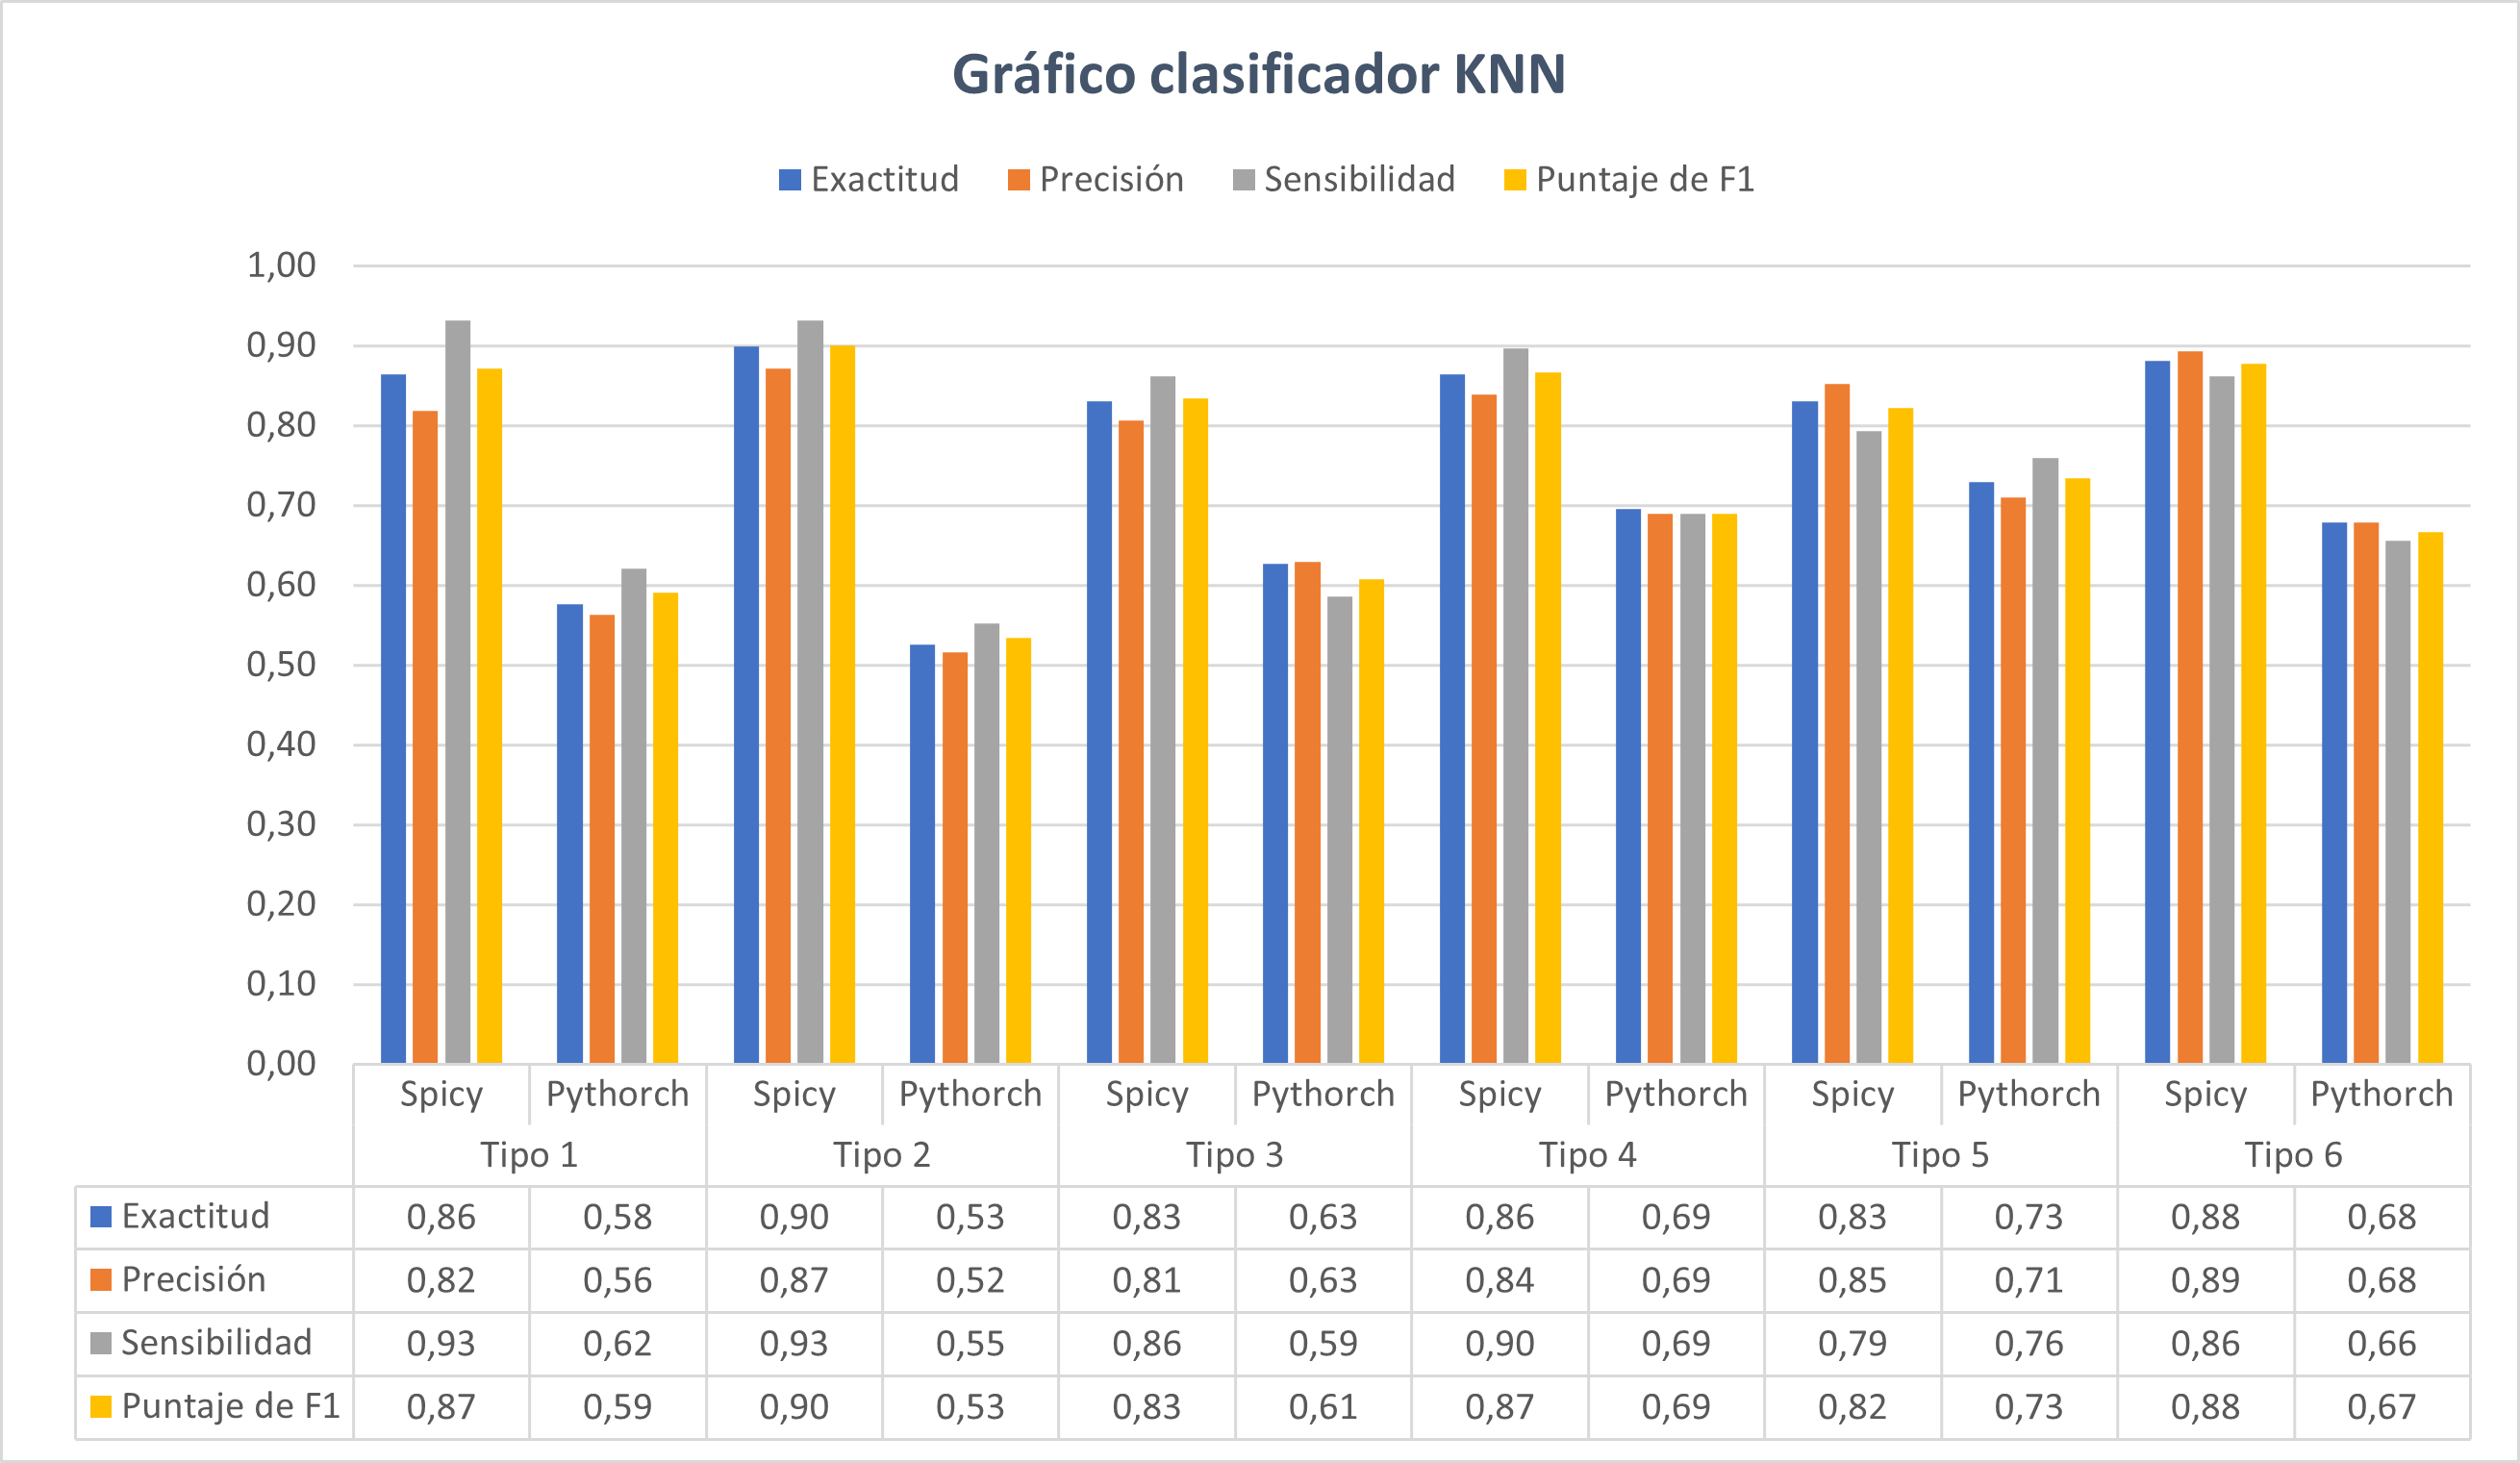 Gráfico clasificador KNN
Exactitud Precisión Sensibilidad Puntaje de F1
1,00
0,90
0,80
0,70
0,60
0,50
0,40
0,30
0,20
0,10
0,00
Spicy Pythorch Spicy Pythorch Spicy Pythorch Spicy Pythorch Spicy Pythorch Spicy Pythorch
Tipo 1 Tipo 2 Tipo 3 Tipo 4 Tipo 5 Tipo 6
Exactitud 0,86 0,58 0,90 0,53 0,83 0,63 0,86 0,69 0,83 0,73 0,88 0,68
Precisión 0,82 0,56 0,87 0,52 0,81 0,63 0,84 0,69 0,85 0,71 0,89 0,68
Sensibilidad 0,93 0,62 0,93 0,55 0,86 0,59 0,90 0,69 0,79 0,76 0,86 0,66
Puntaje de F1 0,87 0,59 0,90 0,53 0,83 0,61 0,87 0,69 0,82 0,73 0,88 0,67